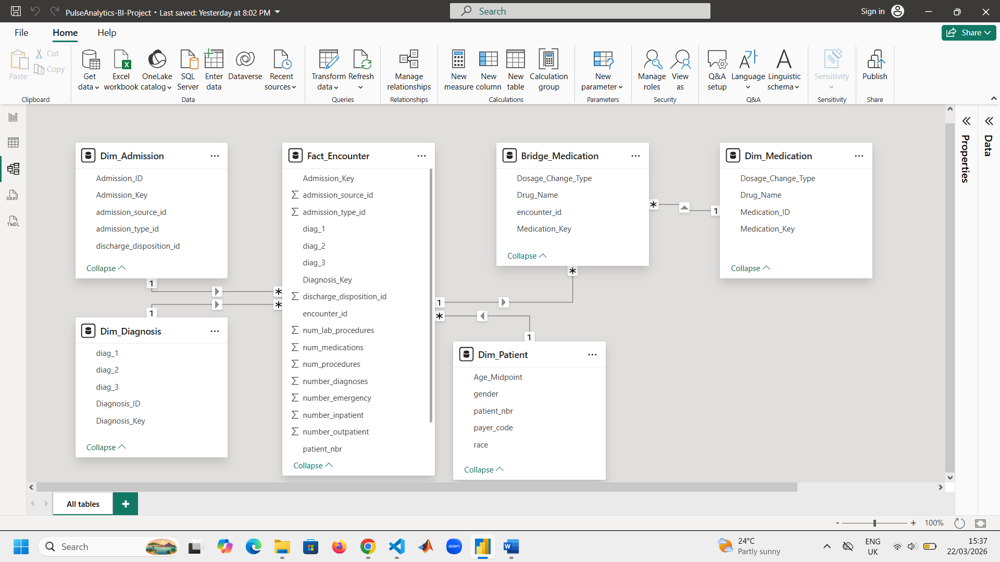 PulseAnalytics-BI-Project • Last saved: Yesterday at 8:02 PM
Search
Sign in
File
Home
Help
Share
Paste
Cut
Copy
Clipboard
Get data
Excel workbook
OneLake catalog
SQL Server
Enter data
Dataverse
Recent sources
Data
Transform data
Refresh
Queries
Manage relationships
Relationships
New measure
New column
New table
Calculation group
Calculations
New parameter
Parameters
Manage roles
View as
Security
Q&A setup
Language
Linguistic schema
Q&A
Sensitivity
Sensitivity
Publish
Share
DAX
TMDL
Dim_Admission
Admission_ID
Admission_Key
admission_source_id
admission_type_id
discharge_disposition_id
Collapse
1
*
*
1
Dim_Diagnosis
diag_1
diag_2
diag_3
Diagnosis_ID
Diagnosis_Key
Collapse
Fact_Encounter
Admission_Key
Σ admission_source_id
Σ admission_type_id
diag_1
diag_2
diag_3
Diagnosis_Key
Σ discharge_disposition_id
encounter_id
Σ num_lab_procedures
Σ num_medications
Σ num_procedures
Σ number_diagnoses
Σ number_emergency
Σ number_inpatient
Σ number_outpatient
patient_nbr
Collapse
Bridge_Medication
Dosage_Change_Type
Drug_Name
encounter_id
Medication_Key
Collapse
*
1
*
1
*
1
Dim_Medication
Dosage_Change_Type
Drug_Name
Medication_ID
Medication_Key
Collapse
Dim_Patient
Age_Midpoint
gender
patient_nbr
payer_code
race
Collapse
Properties
Data
All tables
+
- + 100%
Search
zoom
W
24°C
Partly sunny
ENG
UK
15:37
22/03/2026